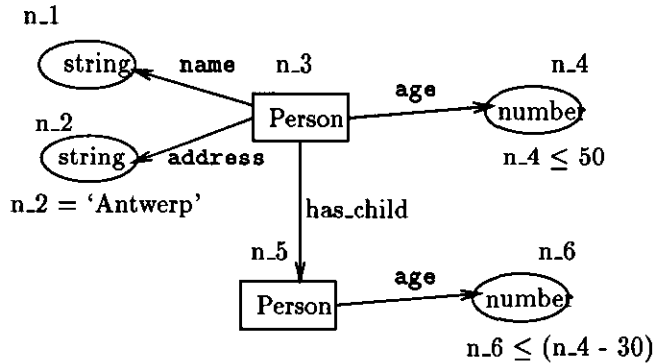 n_1
string
name
n_3
n_4
age
number
Person
n_2
string
address
n_4 ≤ 50
n_2 = ‘Antwerp’
has_child
n_5
n_6
age
Person
number
n_6 ≤ (n_4 - 30)